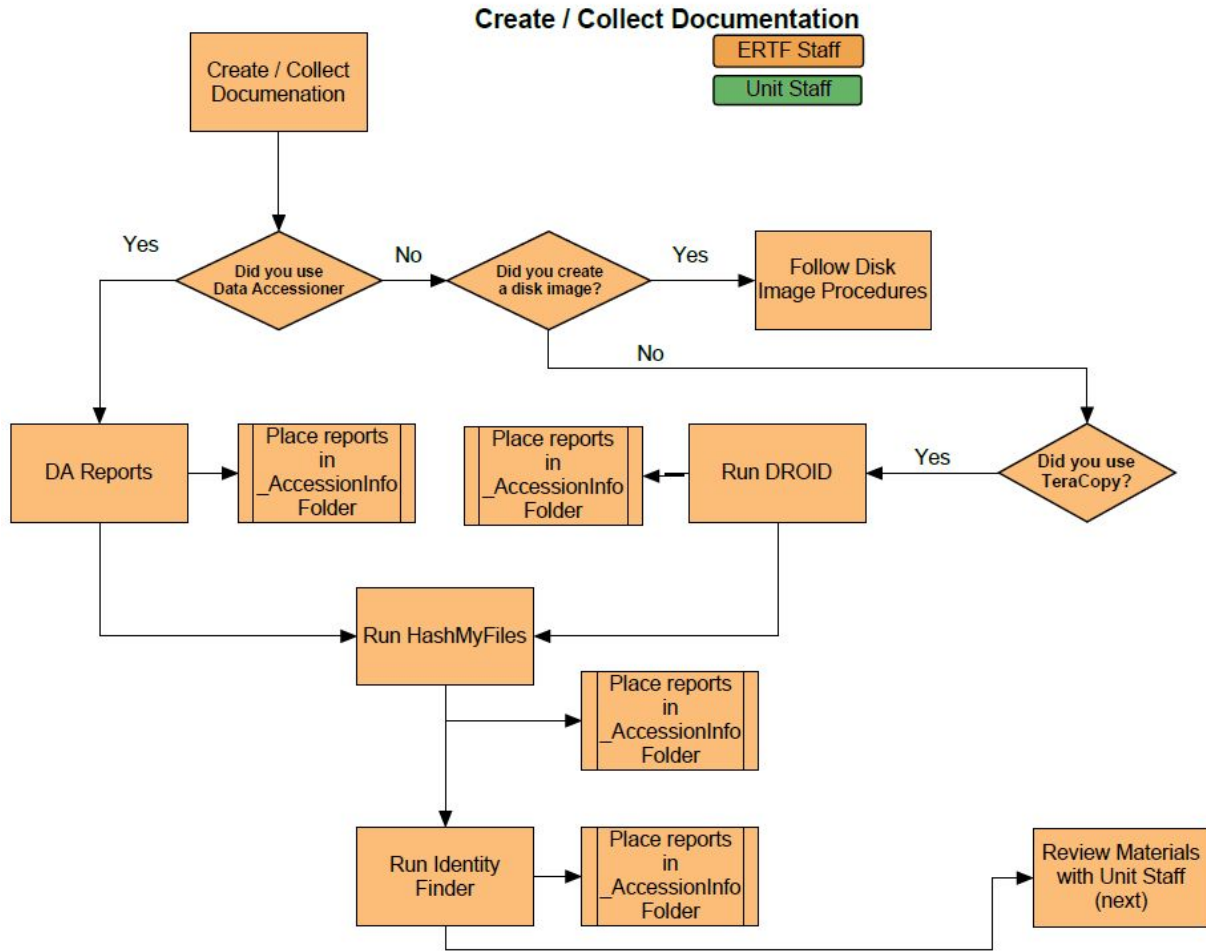 Create / Collect Documentation
ERTF Staff
Unit Staff
Create / Collect
Documenation
Yes
Did you use
Data Accessioner
No
Did you create
a disk image?
Yes
Follow Disk
Image Procedures
No
DA Reports
Place reports
in
_AccessionInfo
Folder
Place reports
in
_AccessionInfo
Folder
Run DROID
Yes
Did you use
TeraCopy?
Run HashMyFiles
Place reports
in
_AccessionInfo
Folder
Run Identity
Finder
Place reports
in
_AccessionInfo
Folder
Review Materials
with Unit Staff
(next)